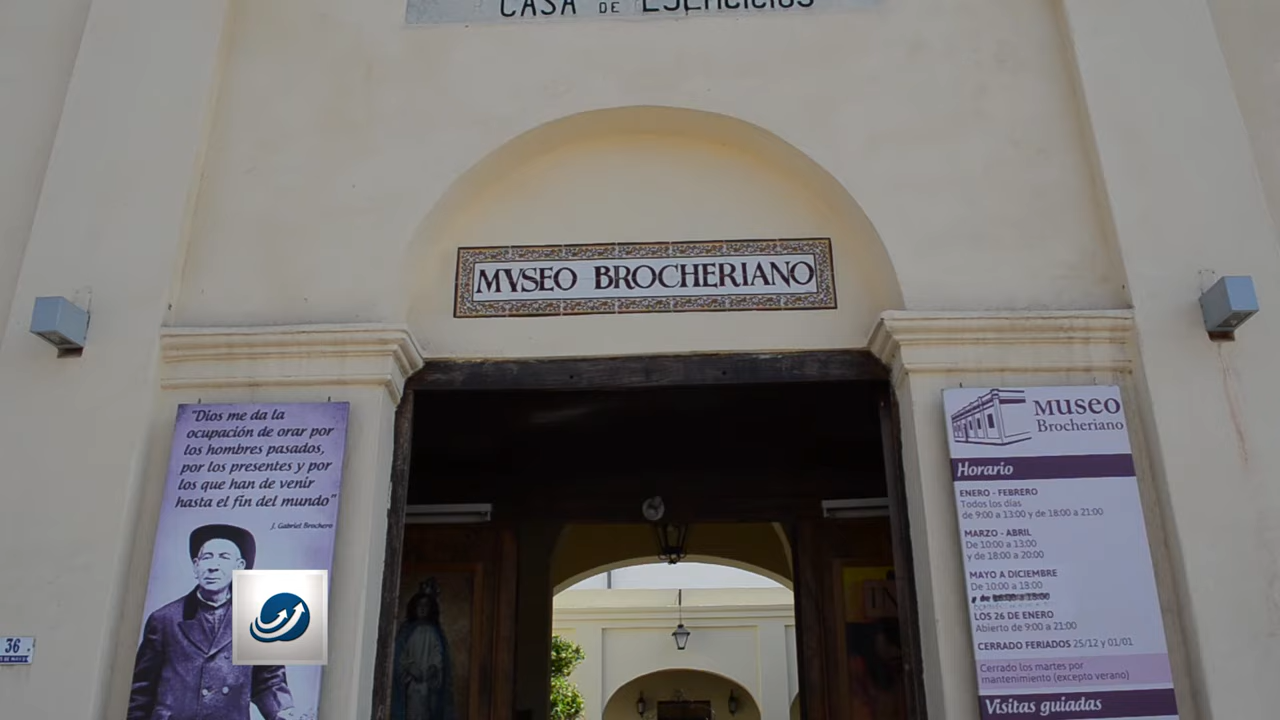 CASA DE EJERCICIOS
MVSEO BROCHERIANO
"Dios me da la
ocupación de orar por
los hombres pasados,
por los presentes y por
los que han de venir
hasta el fin del mundo"
J. Gabriel Brochero
36
MUSEO
Brocheriano
Horario
ENERO - FEBRERO
Todos los días
de 9:00 a 13:00 y de 18:00 a 21:00
MARZO - ABRIL
De 10:00 a 13:00
y de 18:00 a 20:00
MAYO A DICIEMBRE
De 10:00 a 18:00
LOS 26 DE ENERO
Abierto de 9:00 a 21:00
CERRADO FERIADOS 25/12 y 01/01
Cerrado los martes por
mantenimiento (excepto verano)
Visitas guiadas